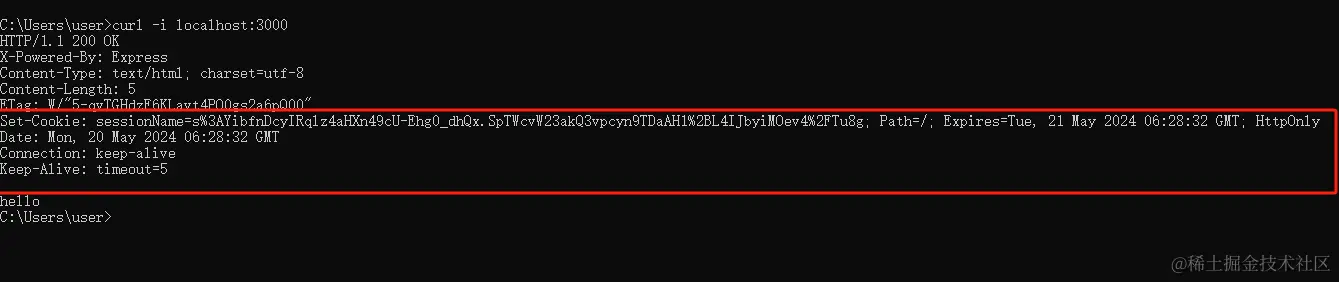 C:\Users\user>curl -i localhost:3000
HTTP/1.1 200 OK
X-Powered-By: Express
Content-Type: text/html; charset=utf-8
Content-Length: 5
ETag:
Set-Cookie: sessionName=s%3AYibfnDcyIRq1z4aHXn49cU-Ehg0_dhQx.SpTWcvW23akQ3vpcyn9TDaAH1%2BL4IJbyiMOev4%2FTu8g; Path=/; Expires=Tue, 21 May 2024 06:28:32 GMT; HttpOnly
Date: Mon, 20 May 2024 06:28:32 GMT
Connection: keep-alive
Keep-Alive: timeout=5
hello
C:\Users\user>
@稀土掘金技术社区